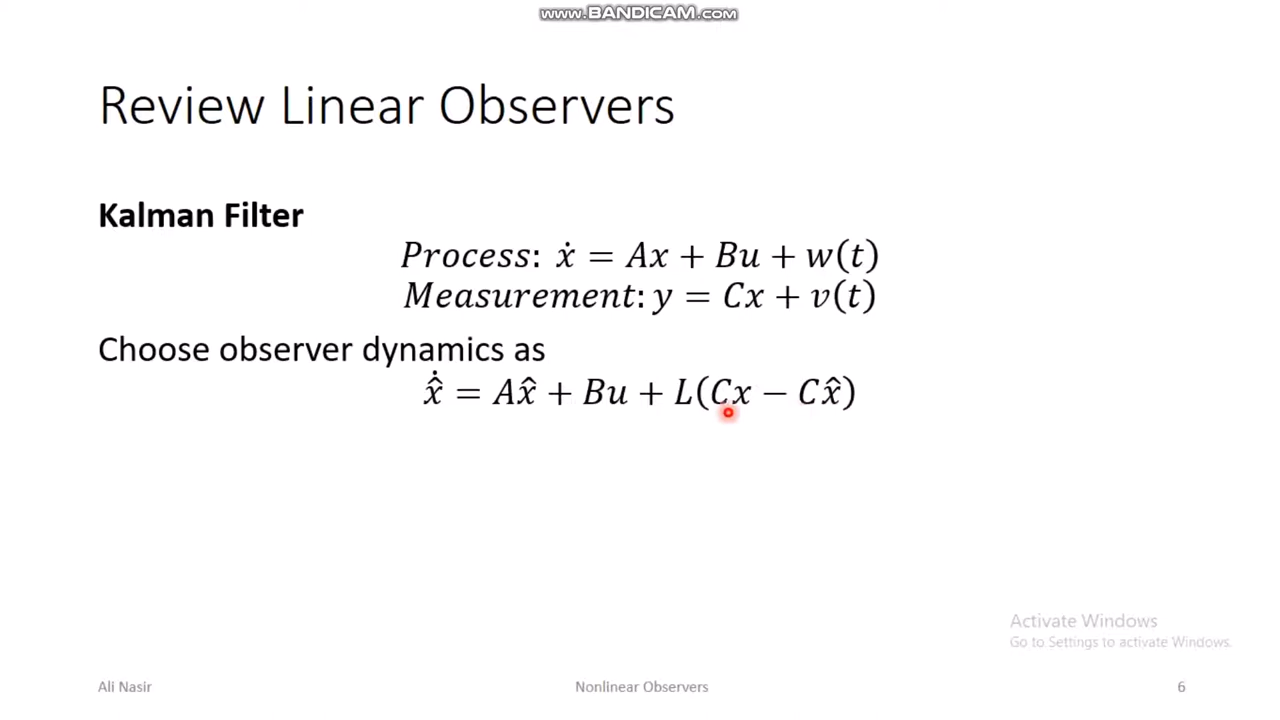 www.BANDICAM.com
Review Linear Observers
Kalman Filter
Process: ẋ = Ax + Bu + w(t)
Measurement: y = Cx + v(t)
Choose observer dynamics as
x̂̇ = Ax̂ + Bu + L(Cx − Cx̂)
Activate Windows
Go to Settings to activate Windows.
Ali Nasir
Nonlinear Observers
6